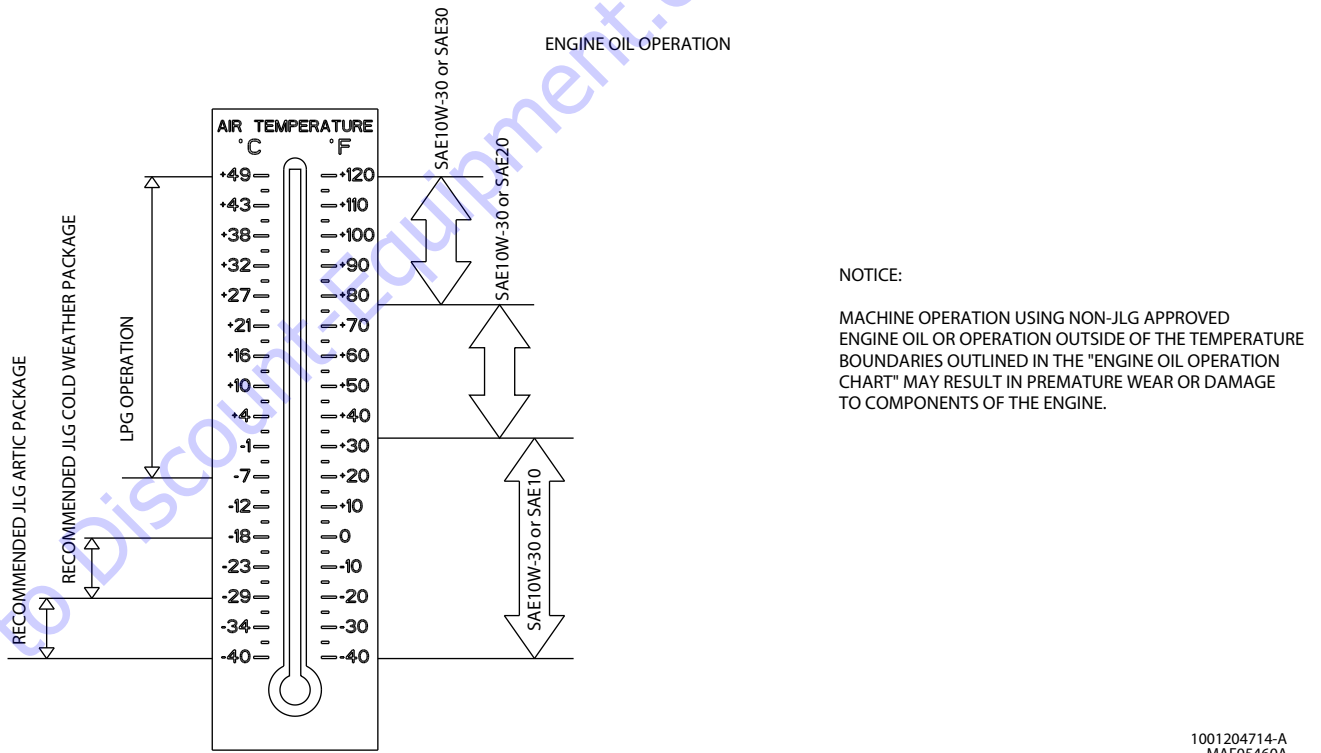 ENGINE OIL OPERATION
SAE10W-30 or SAE30
SAE10W-30 or SAE20
SAE10W-30 or SAE10
AIR TEMPERATURE
°C °F
+49 +120
+43 +110
+38 +100
+32 +90
+27 +80
+21 +70
+16 +60
+10 +50
+4 +40
-1 +30
-7 +20
-12 +10
-18 0
-23 -10
-29 -20
-34 -30
-40 -40
RECOMMENDED JLG ARTIC PACKAGE
RECOMMENDED JLG COLD WEATHER PACKAGE
LPG OPERATION
NOTICE:
MACHINE OPERATION USING NON-JLG APPROVED
ENGINE OIL OR OPERATION OUTSIDE OF THE TEMPERATURE
BOUNDARIES OUTLINED IN THE "ENGINE OIL OPERATION
CHART" MAY RESULT IN PREMATURE WEAR OR DAMAGE
TO COMPONENTS OF THE ENGINE.
1001204714-A
MAF05460A
to Discount-Equipment.c